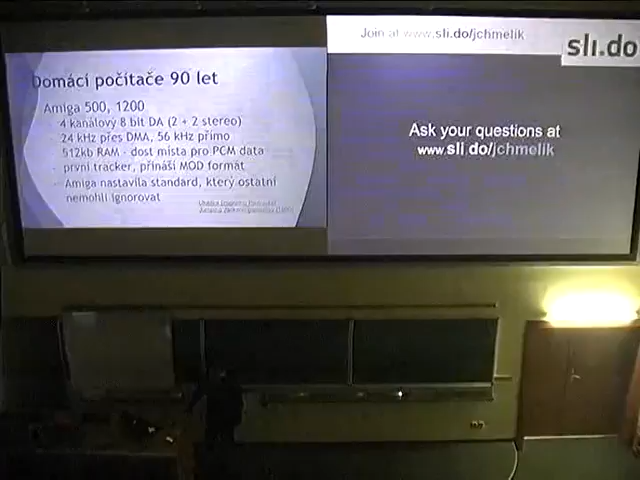 Domácí počítače 90 let
Amiga 500, 1200
4 kanálový 8 bit DA (2 + 2 stereo)
24 kHz přes DMA, 56 kHz přímo
512kb RAM - dost místa pro PCM data
první tracker, přináší MOD formát
Amiga nastavila standard, který ostatní
nemohli ignorovat
Join at www.sli.do/jchmelik
sli.do
Ask your questions at
www.sli.do/jchmelik